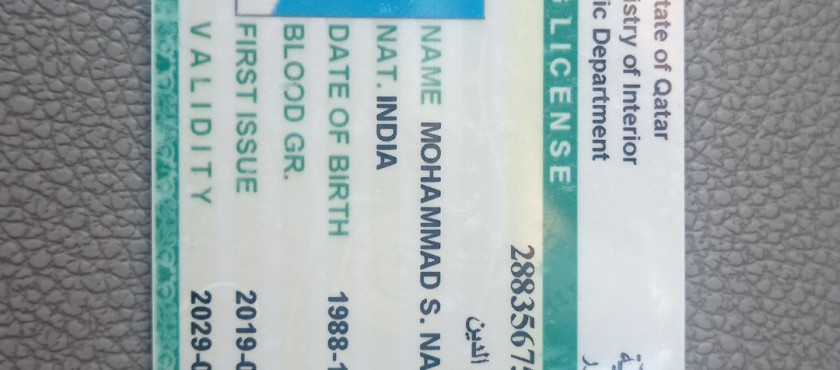 tate of Qatar
istry of Interior
ic Department
LICENSE
2883567
الدين
NAME MOHAMMAD S. NA
NAT. INDIA
DATE OF BIRTH 1988-1
BLOOD GR.
FIRST ISSUE 2019-0
VALIDITY 2029-0